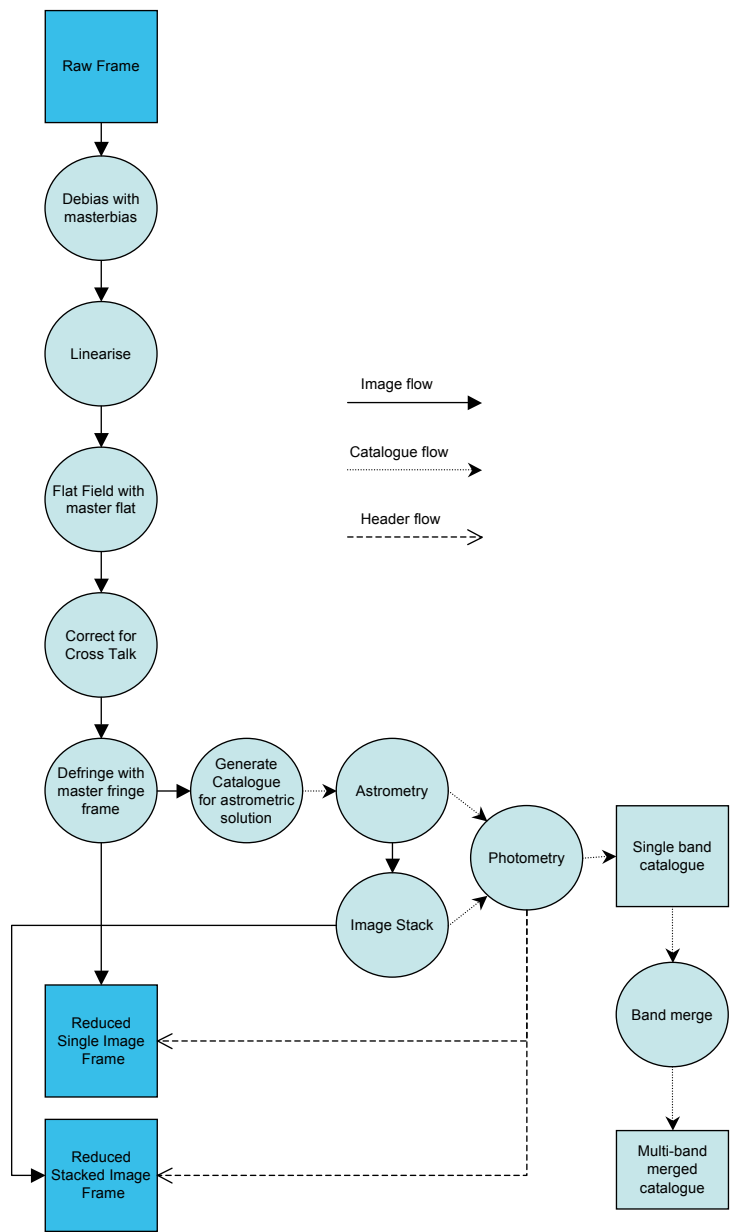 Raw Frame
Debias with
masterbias
Linearise
Image flow
Catalogue flow
Flat Field with
master flat
Header flow
Correct for
Cross Talk
Defringe with
master fringe
frame
Generate
Catalogue
for astrometric
solution
Astrometry
Photometry
Single band
catalogue
Image Stack
Band merge
Reduced
Single Image
Frame
Reduced
Stacked Image
Frame
Multi-band
merged
catalogue